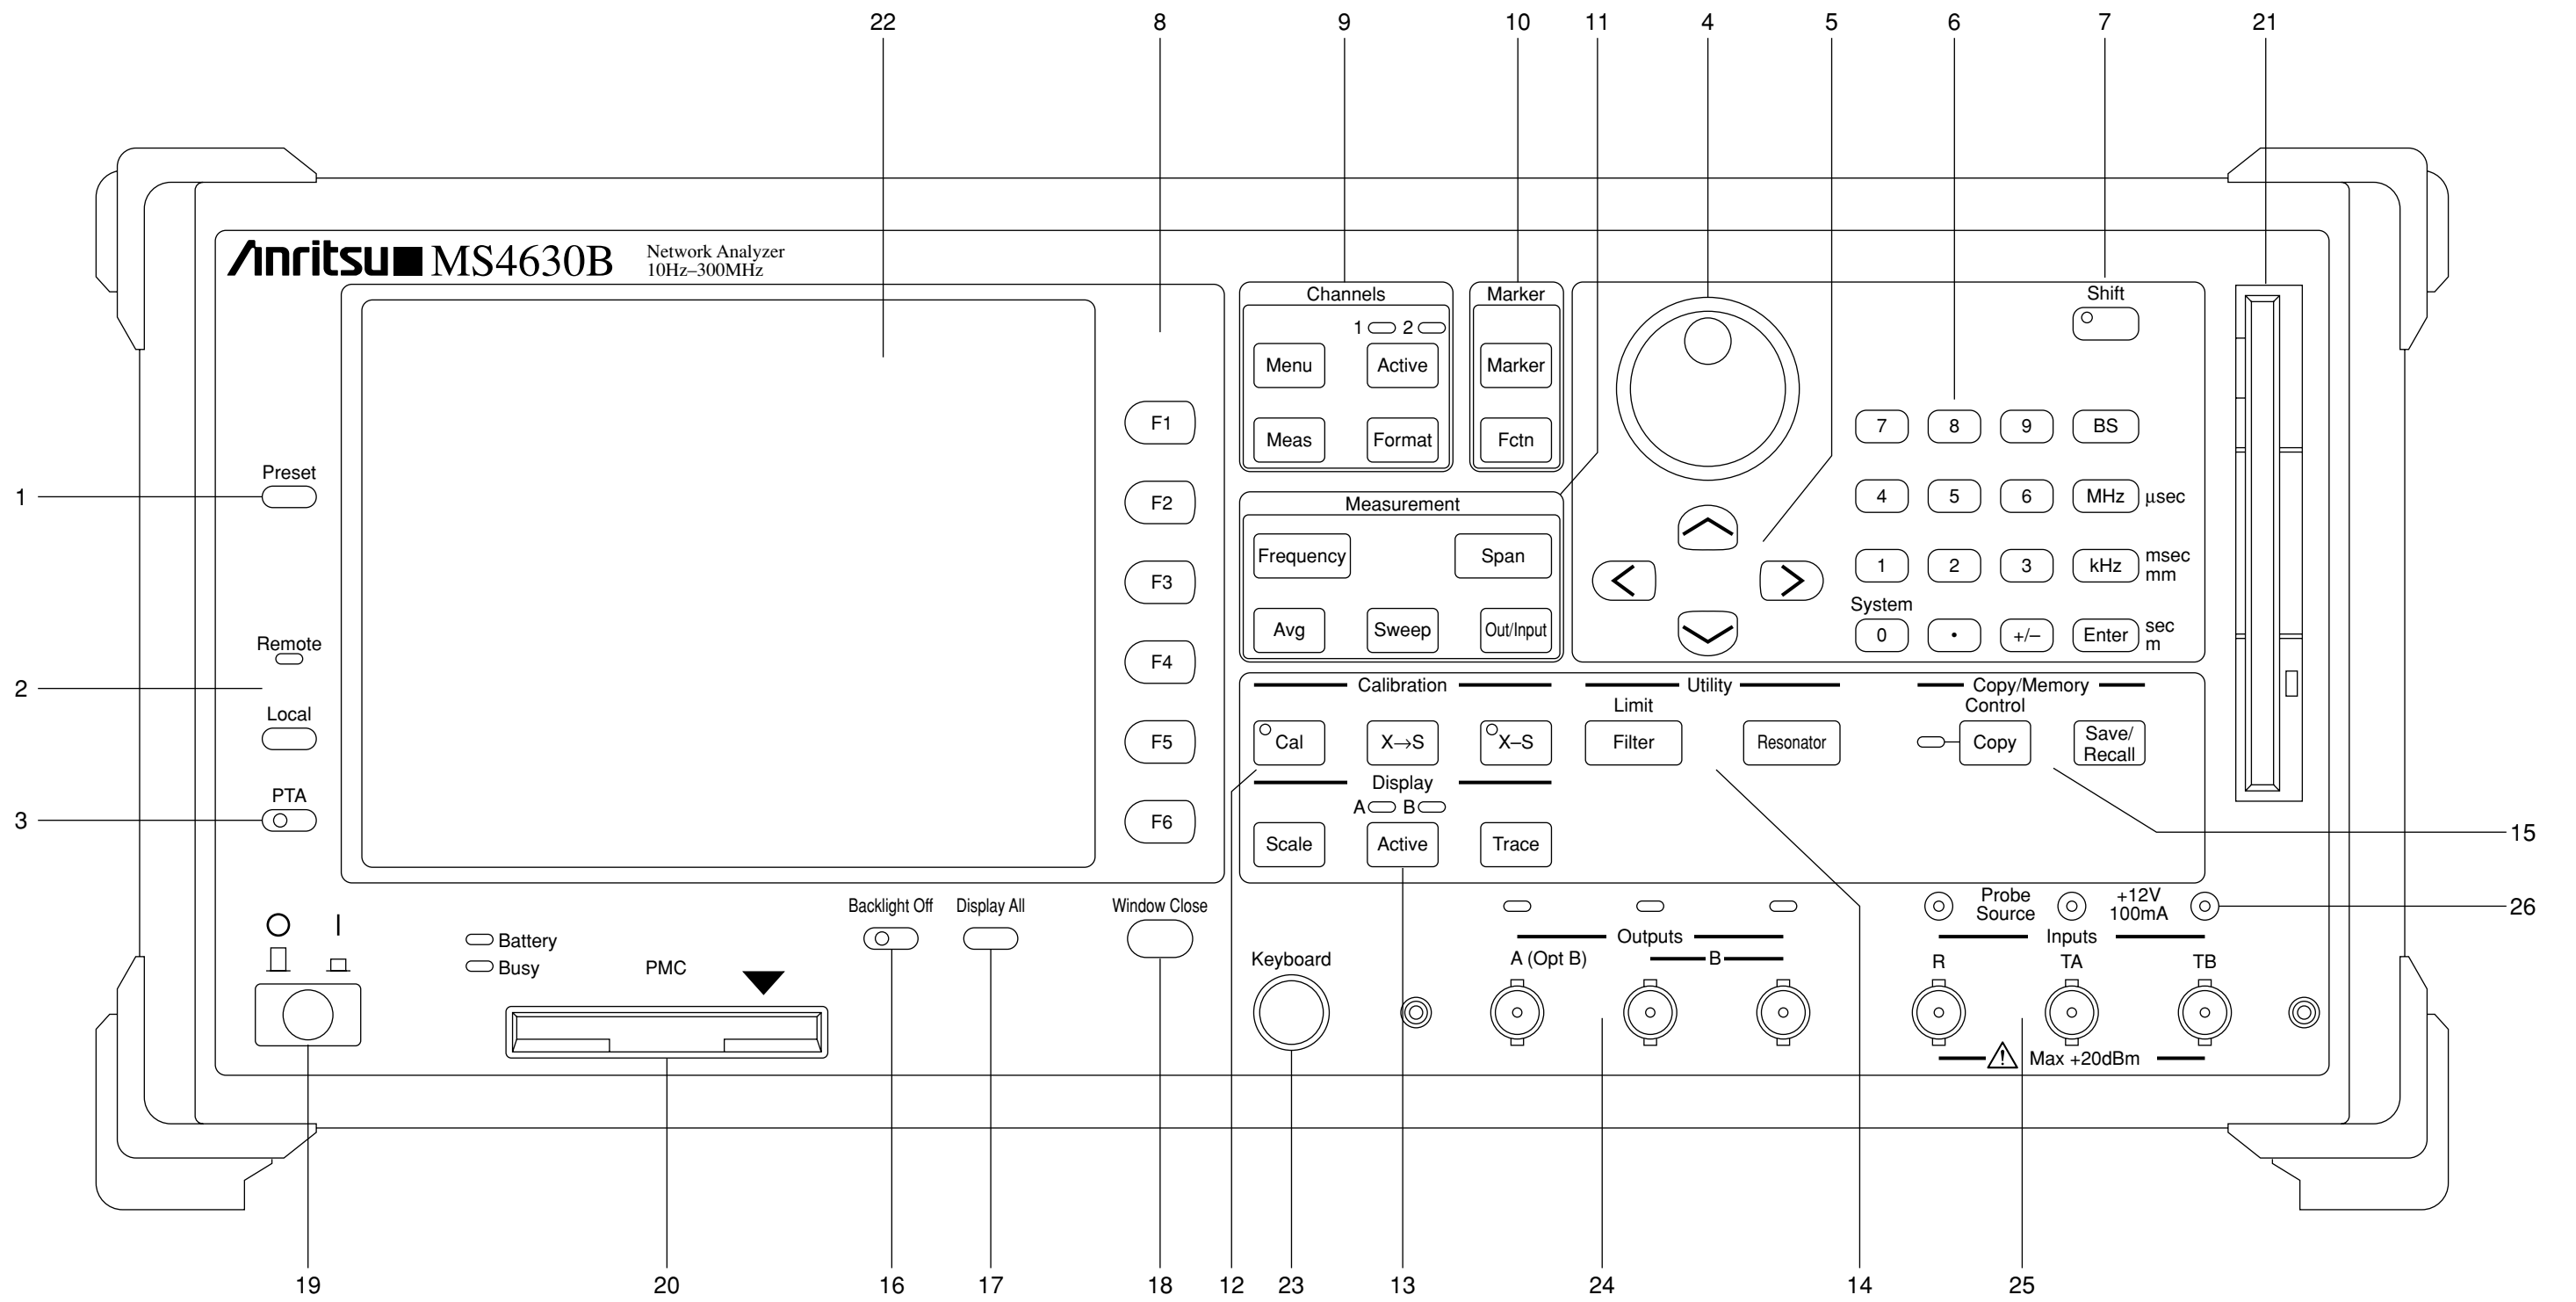 22 8 9 10 11 4 5 6 7 21
Anritsu MS4630B
Network Analyzer
10Hz–300MHz
1
Preset
Remote
2
Local
PTA
3
F1
F2
F3
F4
F5
F6
Channels
1 2
Menu Active
Meas Format
Marker
Marker
Fctn
Measurement
Frequency Span
Avg Sweep Out/Input
Shift
7 8 9 BS
4 5 6 MHz µsec
1 2 3 kHz msec
mm
System
0 • +/– Enter sec
m
Calibration Utility Copy/Memory
Limit Control
Cal X→S X–S Filter Resonator Copy Save/
Recall
Display
A B
Scale Active Trace
15
Backlight Off Display All Window Close
Battery
Busy
PMC
Keyboard
Outputs
A (Opt B) B
Probe
Source
+12V
100mA
26
Inputs
R TA TB
Max +20dBm
19 20 16 17 18 12 23 13 24 14 25